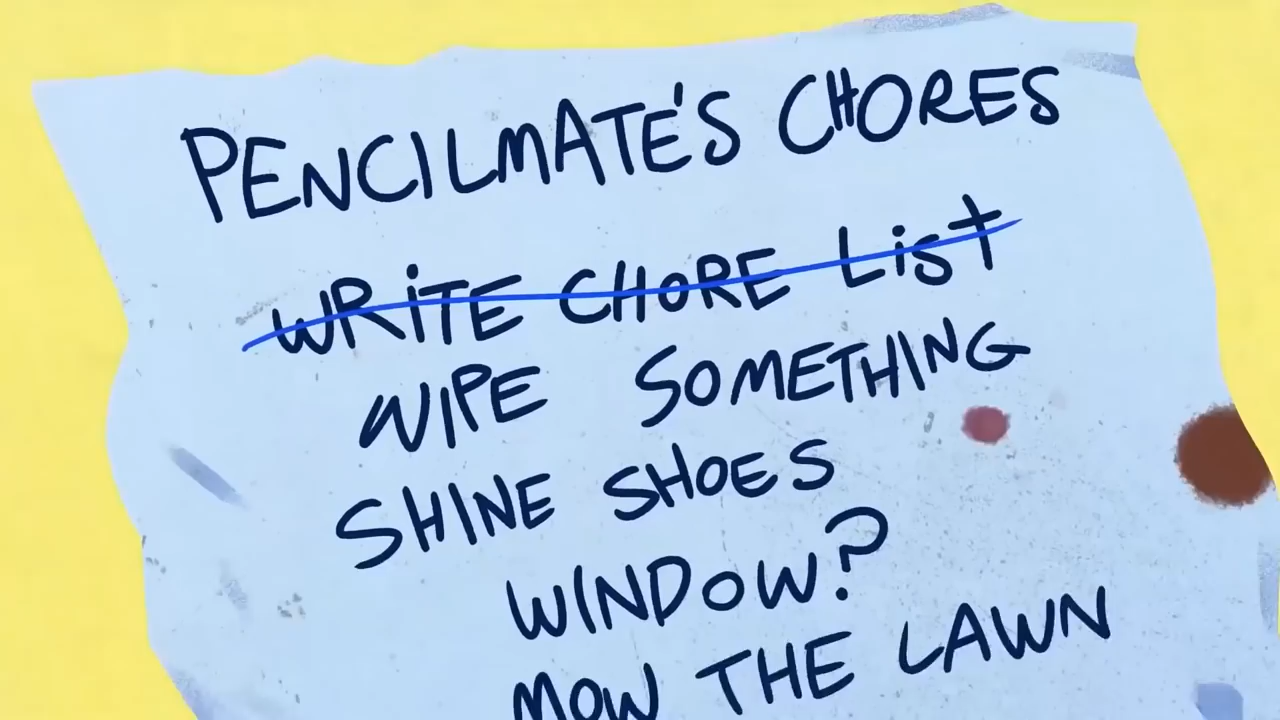 PENCILMATE'S CHORES
WRiTE CHORE List
WIPE SOMETHING
SHINE SHOES
WINDOW?
MOW THE LAWN